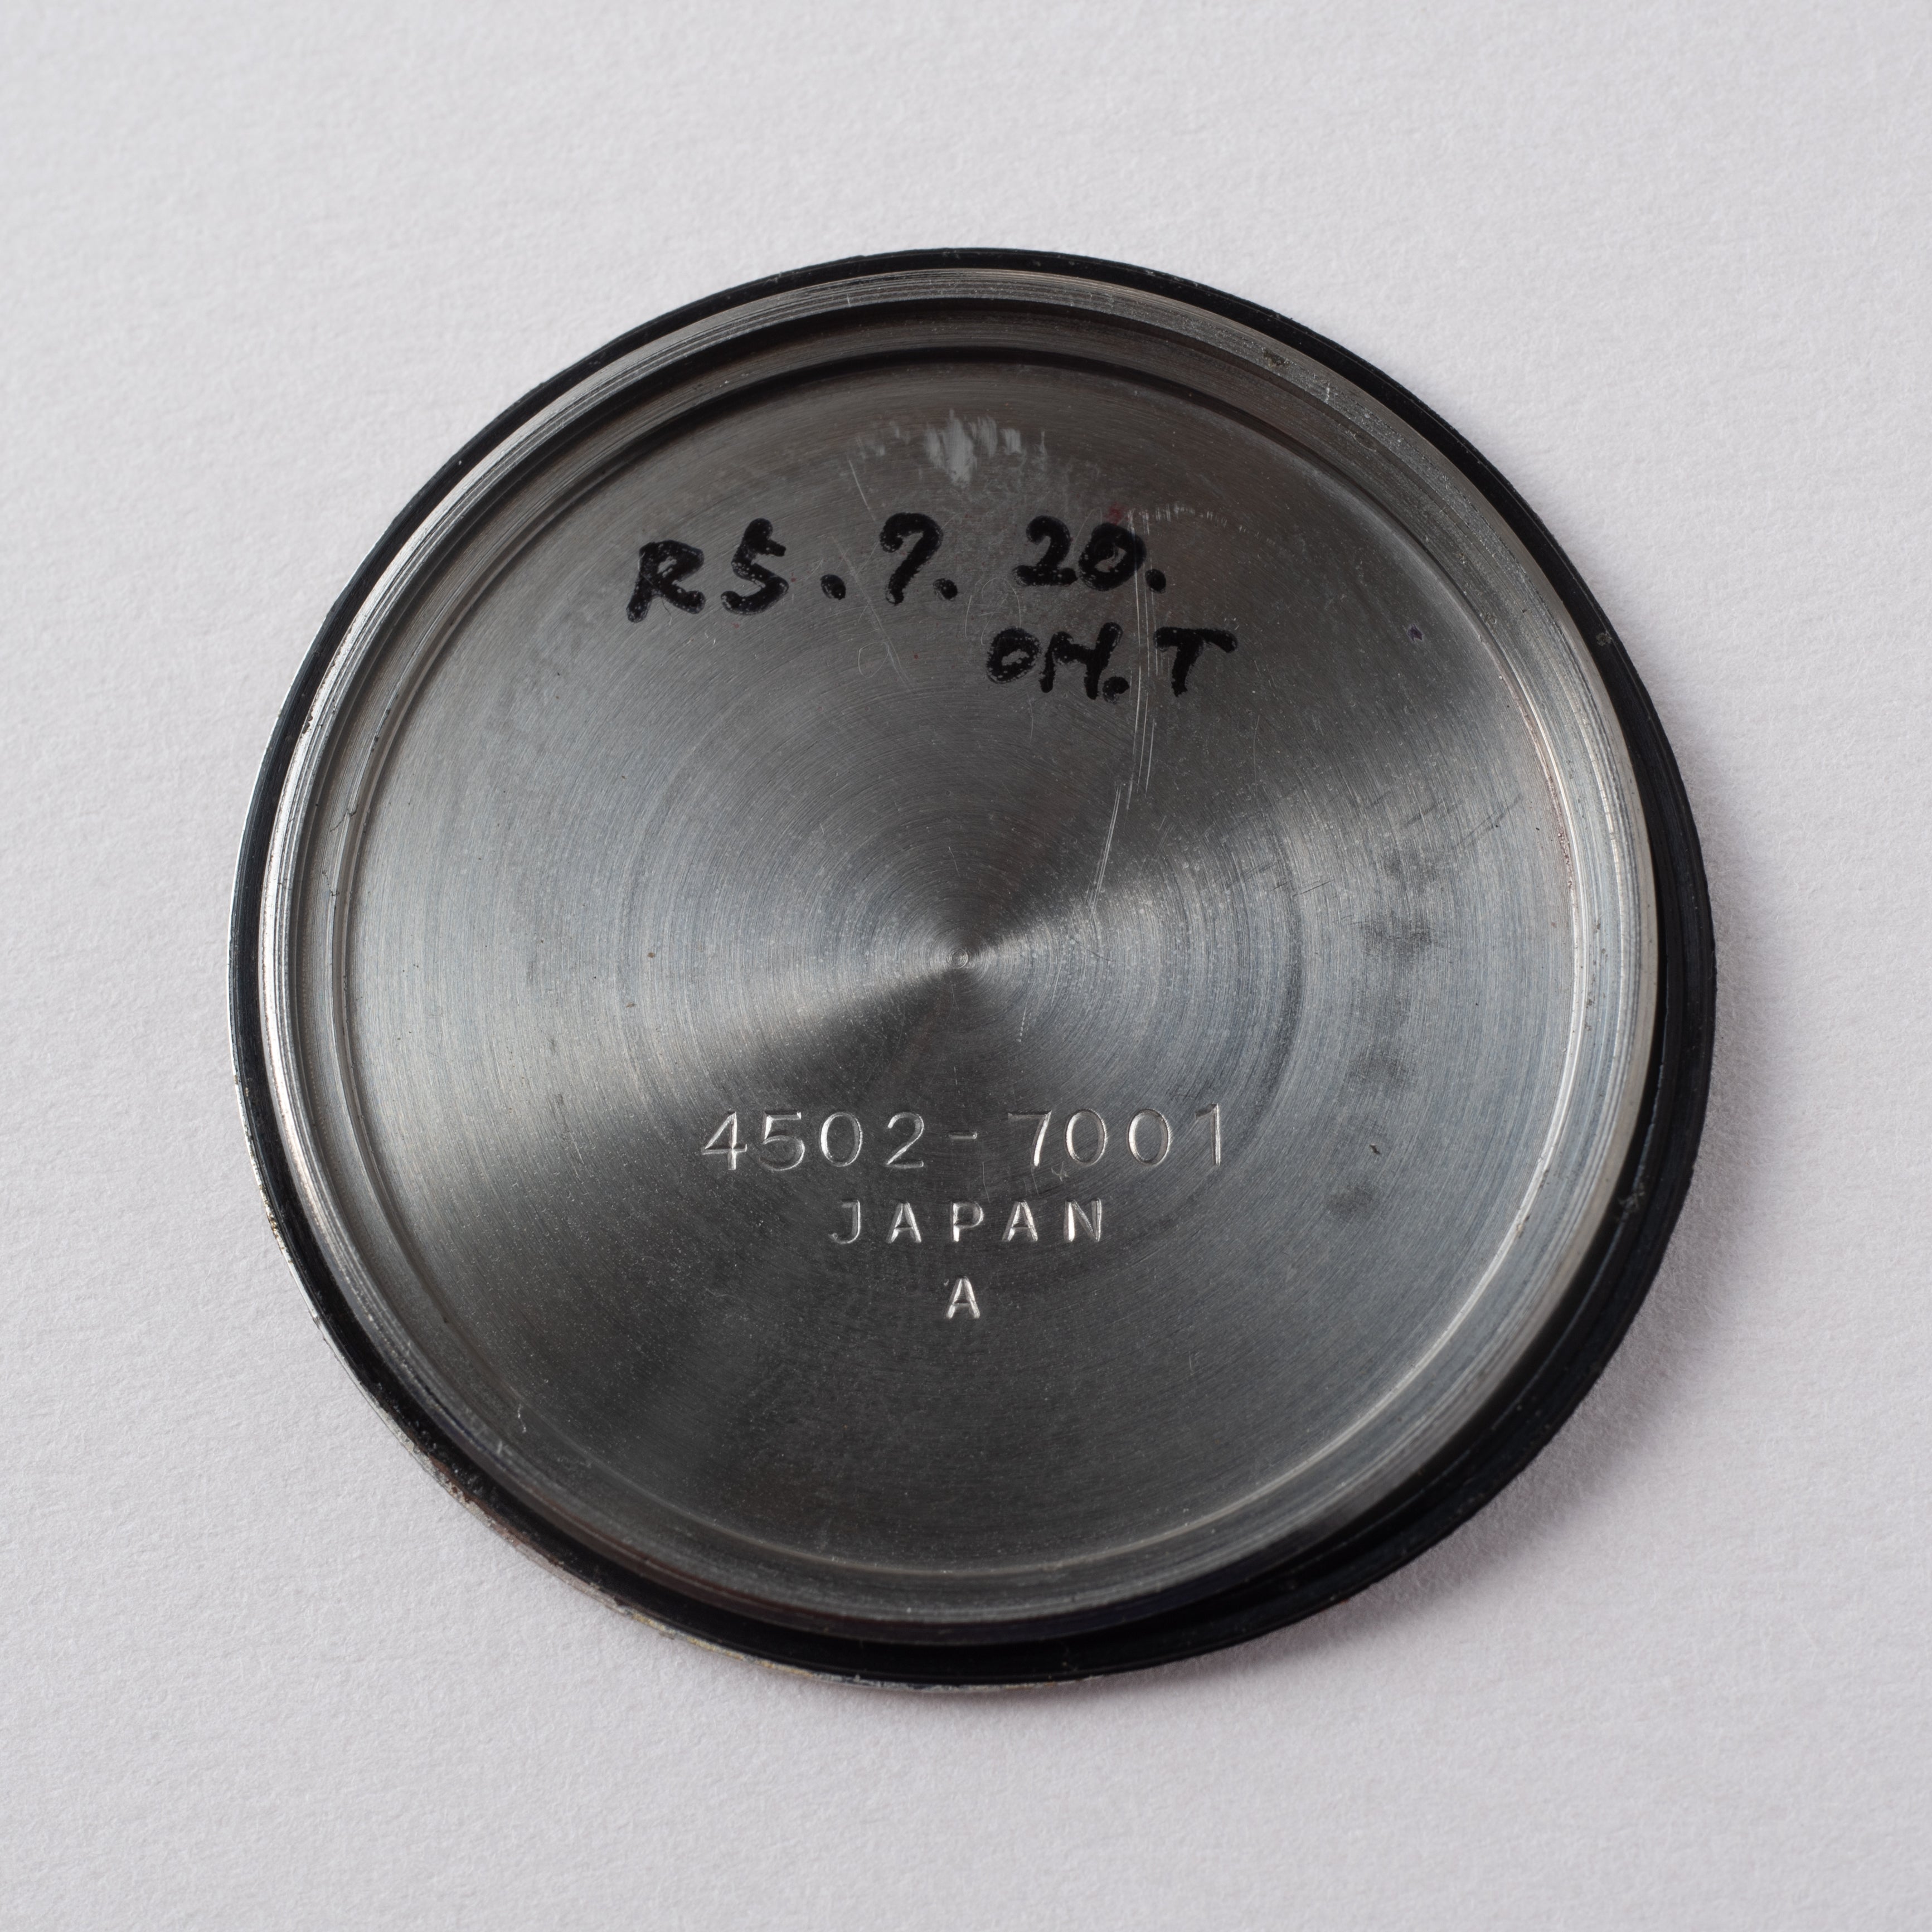 R5.7.20.
OH.T
4502-7001
JAPAN
A